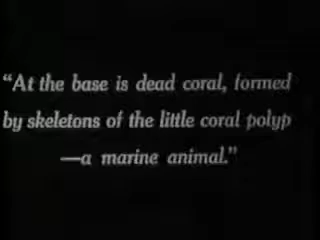 “At the base is dead coral, formed
by skeletons of the little coral polyp
—a marine animal.”